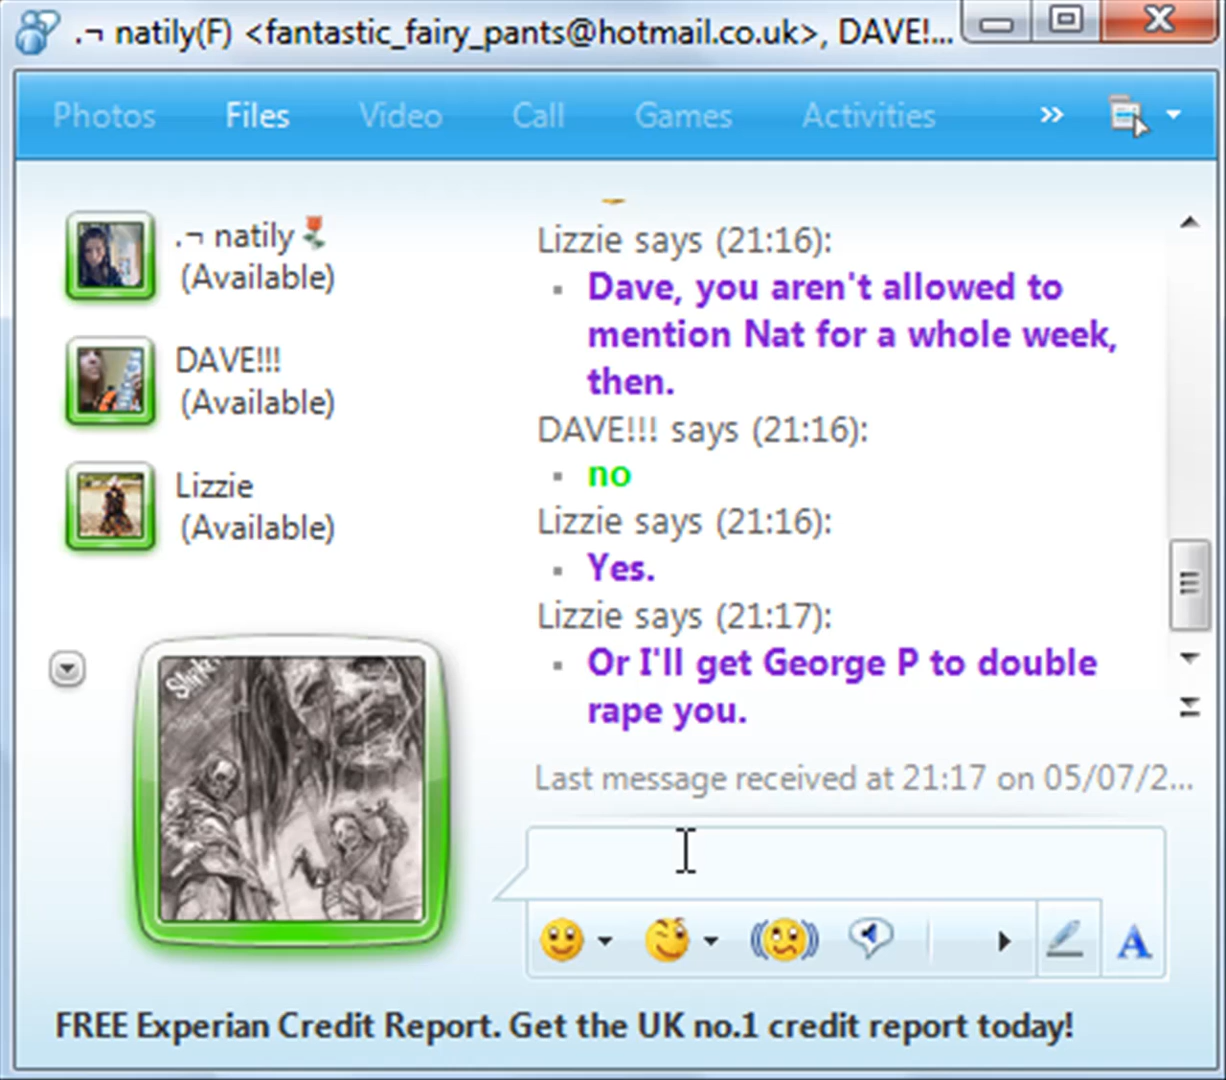 .¬ natily(F) <fantastic_fairy_pants@hotmail.co.uk>, DAVE!...
Photos Files Video Call Games Activities »
.¬ natily
(Available)
DAVE!!!
(Available)
Lizzie
(Available)
Lizzie says (21:16):
Dave, you aren't allowed to
mention Nat for a whole week,
then.
DAVE!!! says (21:16):
no
Lizzie says (21:16):
Yes.
Lizzie says (21:17):
Or I'll get George P to double
rape you.
Last message received at 21:17 on 05/07/2...
A
FREE Experian Credit Report. Get the UK no.1 credit report today!